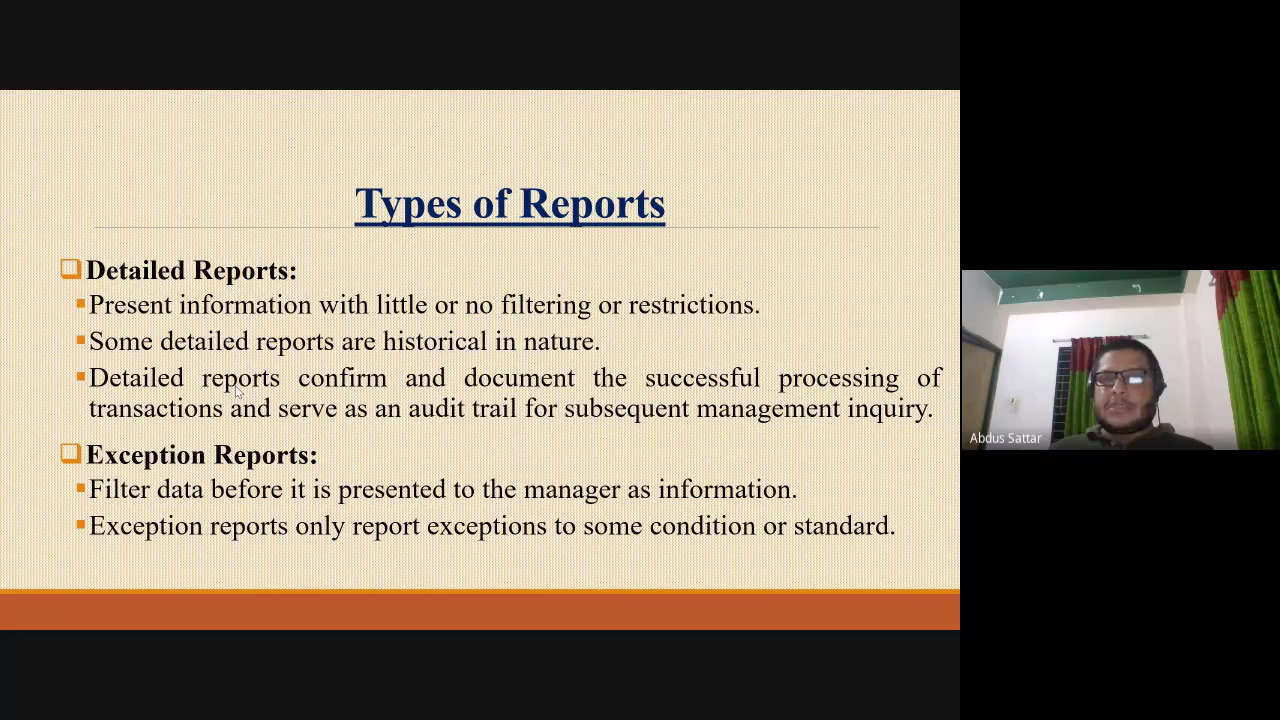 Types of Reports
Detailed Reports:
Present information with little or no filtering or restrictions.
Some detailed reports are historical in nature.
Detailed reports confirm and document the successful processing of
transactions and serve as an audit trail for subsequent management inquiry.
Exception Reports:
Filter data before it is presented to the manager as information.
Exception reports only report exceptions to some condition or standard.
Abdus Sattar